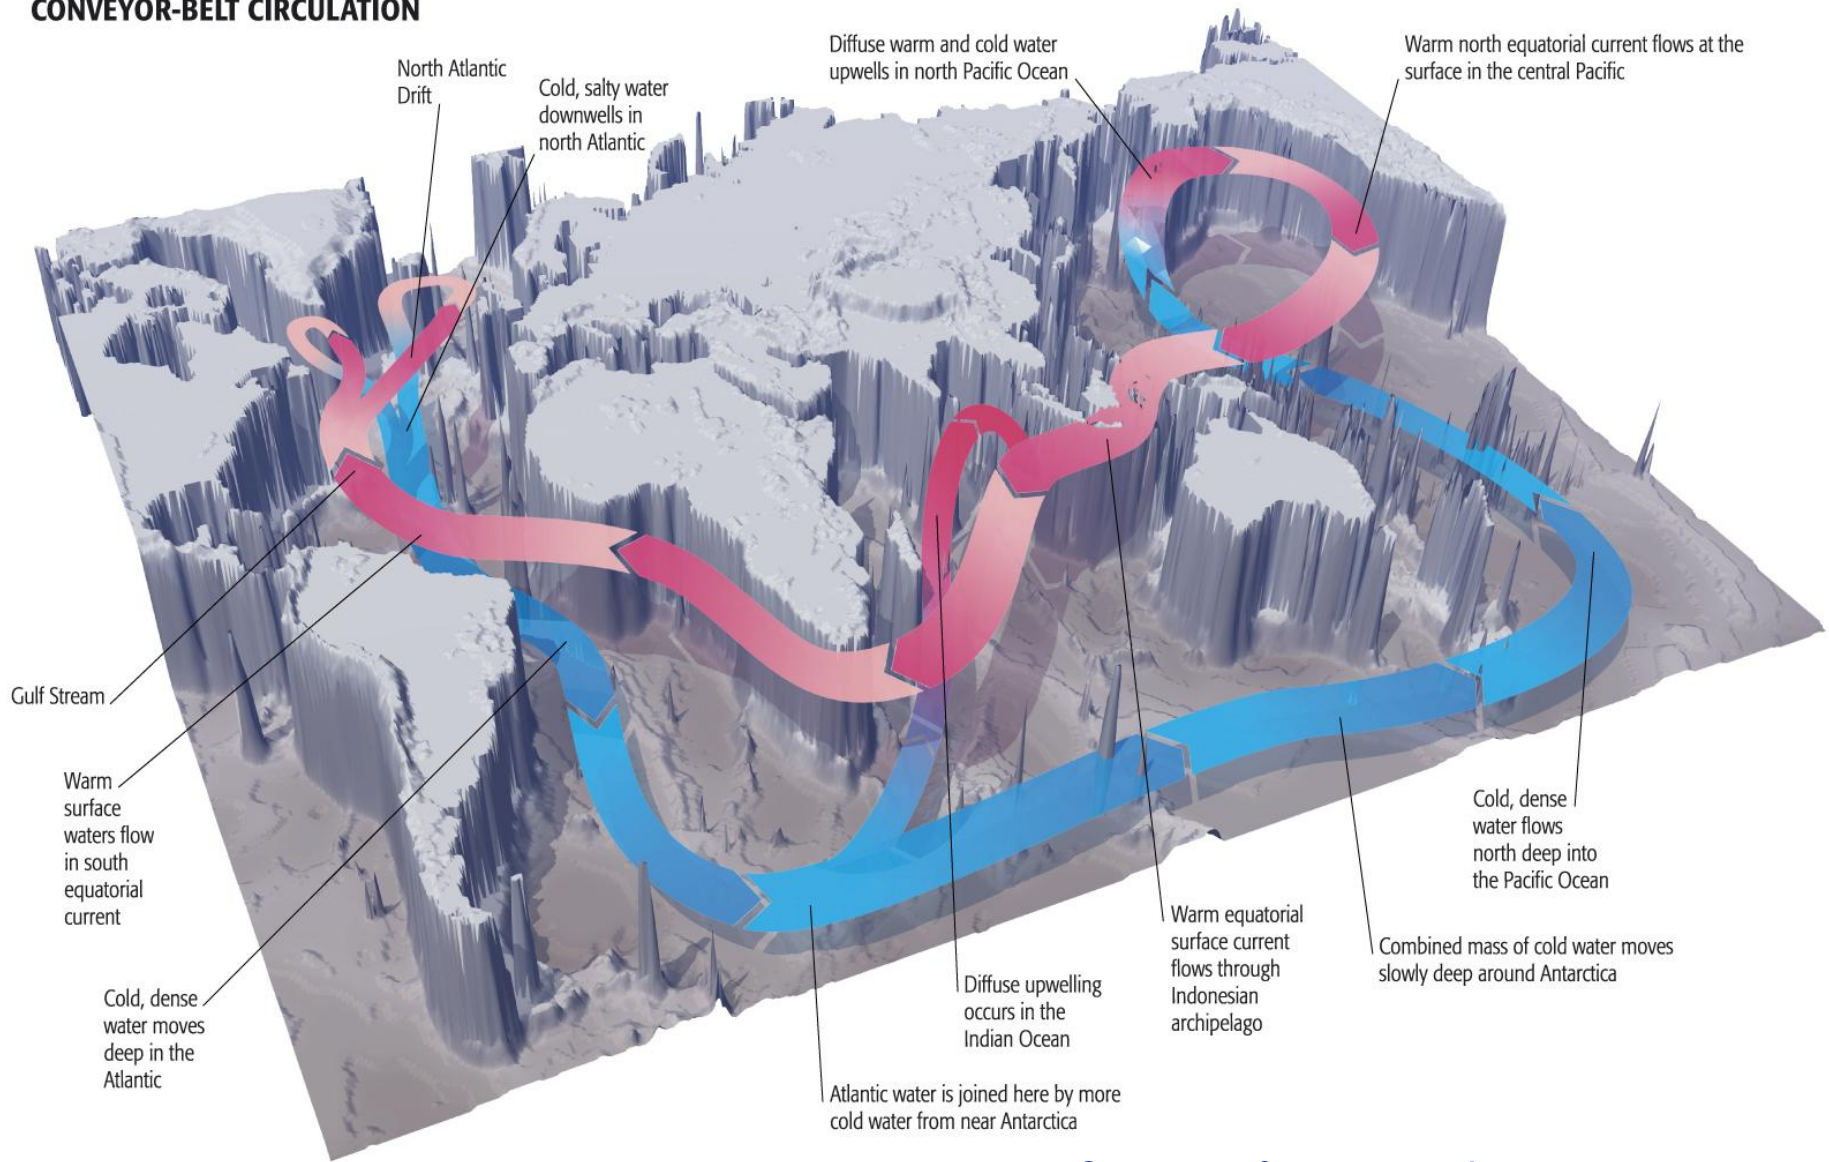 CONVEYOR-BELT CIRCULATION
North Atlantic
Drift
Cold, salty water
downwells in
north Atlantic
Diffuse warm and cold water
upwells in north Pacific Ocean
Warm north equatorial current flows at the
surface in the central Pacific
Gulf Stream
Warm
surface
waters flow
in south
equatorial
current
Cold, dense
water moves
deep in the
Atlantic
Atlantic water is joined here by more
cold water from near Antarctica
Diffuse upwelling
occurs in the
Indian Ocean
Warm equatorial
surface current
flows through
Indonesian
archipelago
Combined mass of cold water moves
slowly deep around Antarctica
Cold, dense
water flows
north deep into
the Pacific Ocean